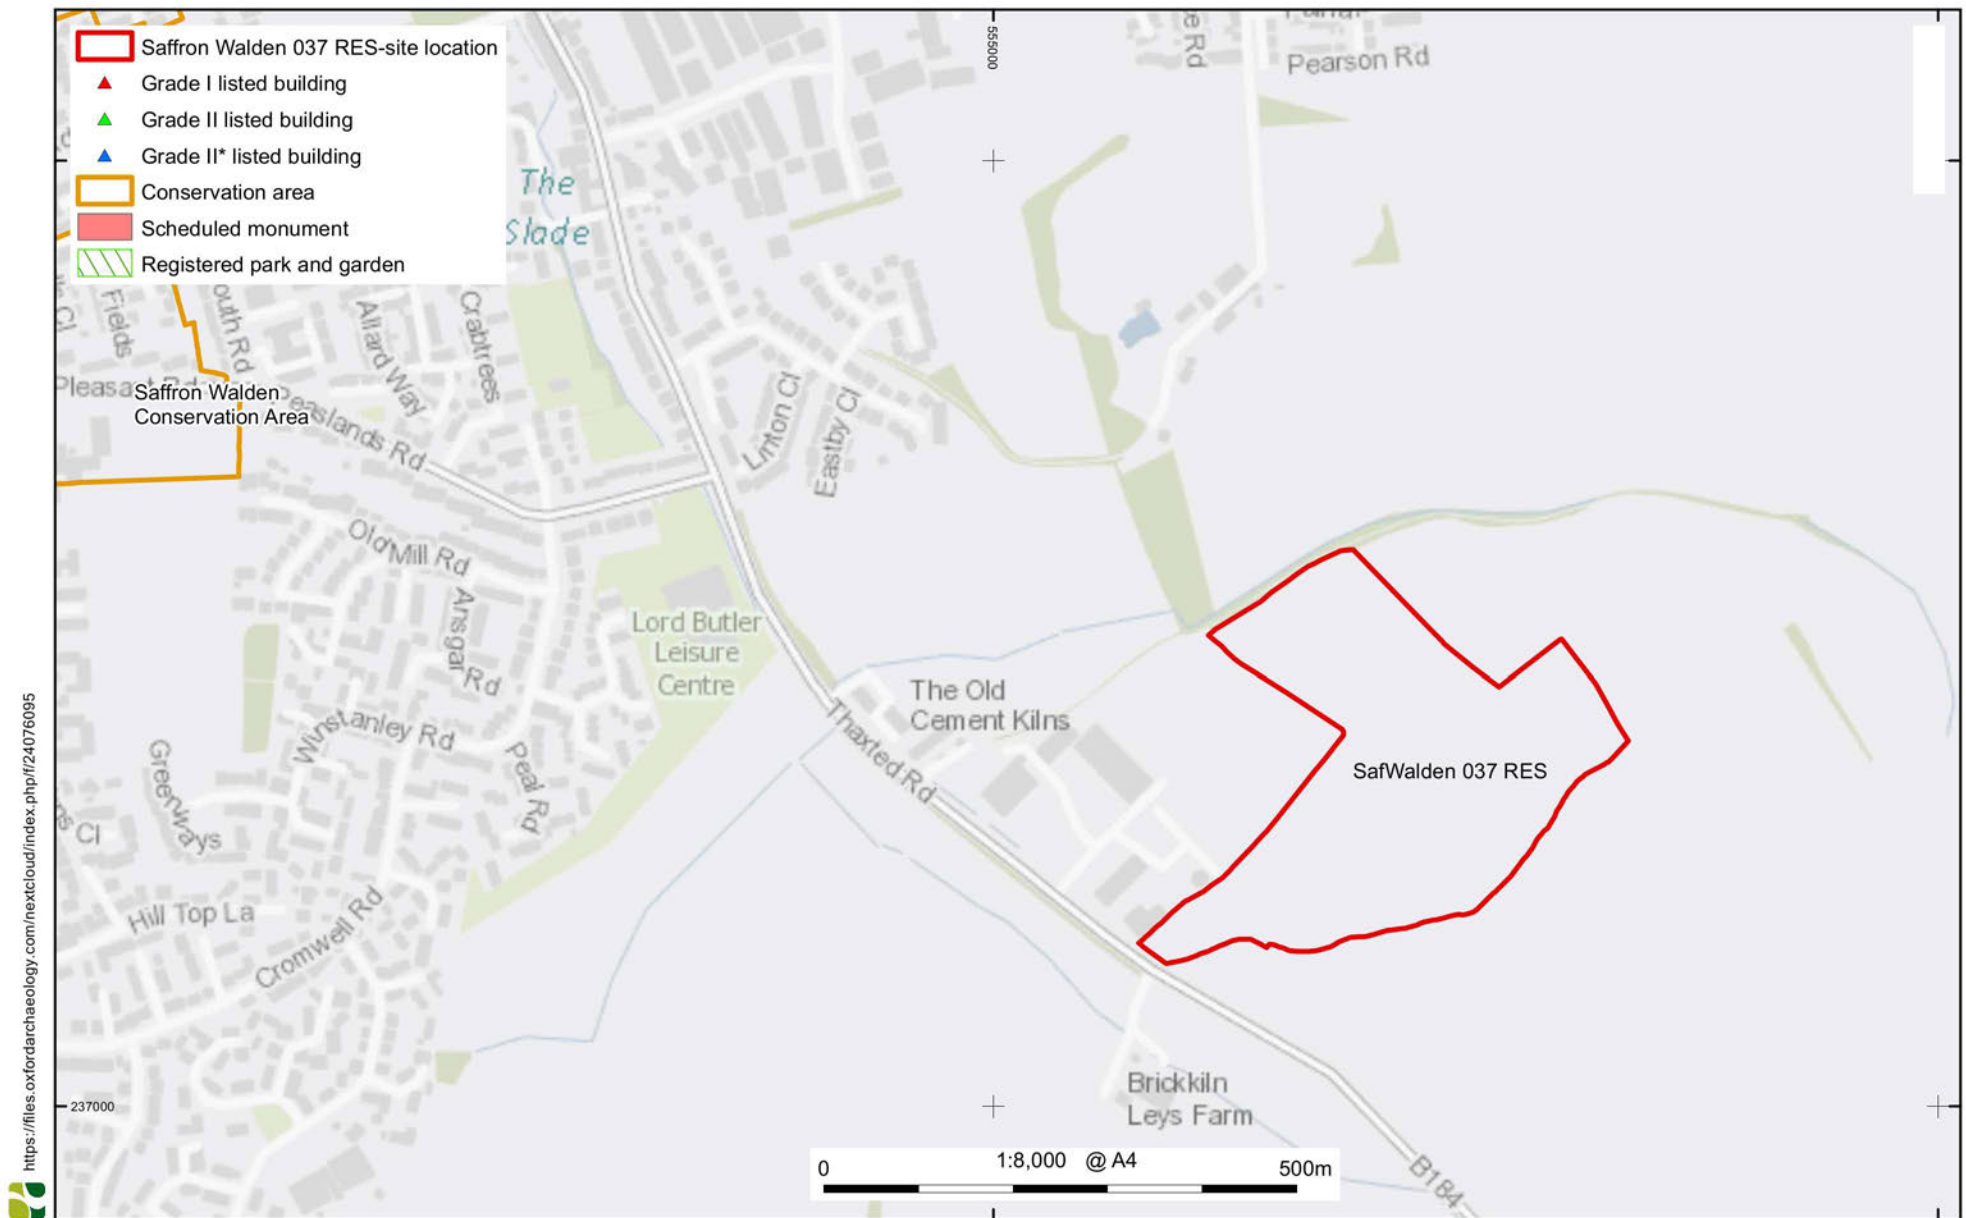 Saffron Walden 037 RES-site location
Grade I listed building
Grade II listed building
Grade II* listed building
Conservation area
Scheduled monument
Registered park and garden
555000
Pearson Rd
The
Slade
Fields
Allard Way
Crabtrees
Saffron Walden
Conservation Area
Peaslands Rd
Linton Cl
Eastby Cl
Old Mill Rd
Ansgar Rd
Lord Butler
Leisure
Centre
The Old
Cement Kilns
Winstanley Rd
Thaxted Rd
Peal Rd
Greenways
SafWalden 037 RES
Hill Top La
Cromwell Rd
Brickkiln
Leys Farm
237000
0 1:8,000 @ A4 500m
B184
https://files.oxfordarchaeology.com/nextcloud/index.php/f/24076095